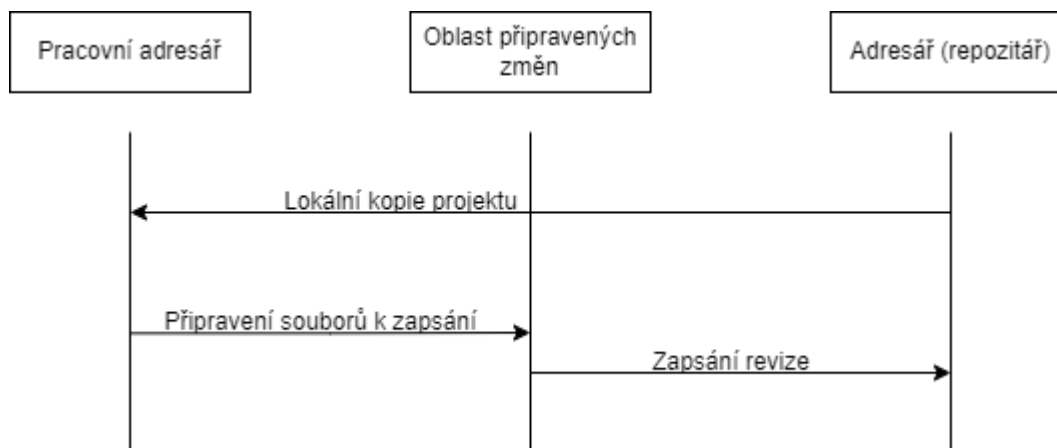 Pracovní adresář
Oblast připravených
změn
Adresář (repozitář)
Lokální kopie projektu
Připravení souborů k zapsání
Zapsání revize